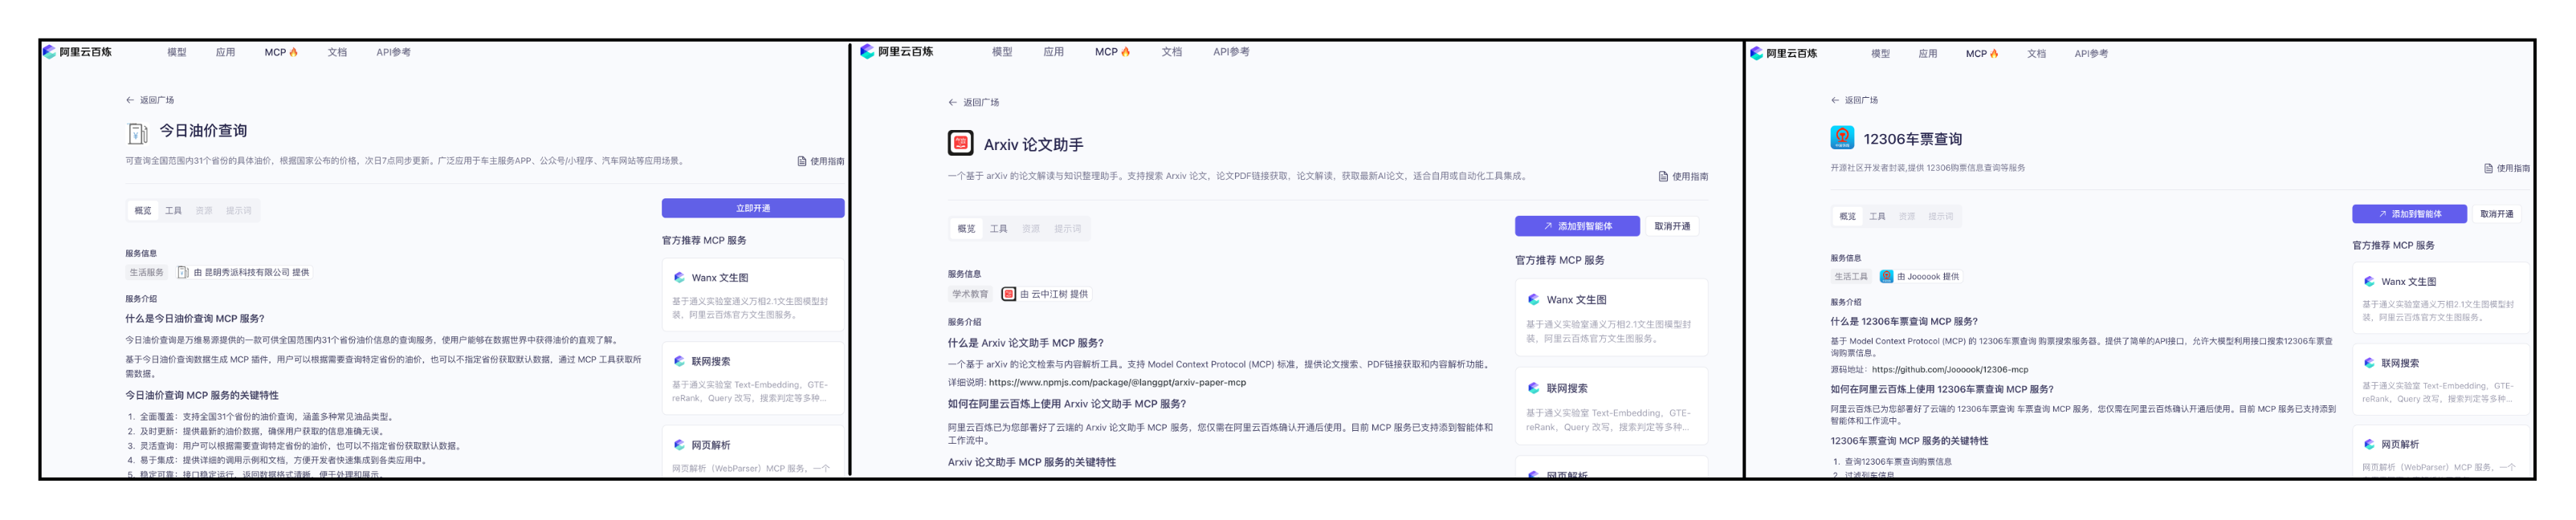 阿里云百炼
模型 应用 MCP 文档 API参考
← 返回广场
今日油价查询
可查询全国范围内31个省份的具体油价，根据国家公布的价格，次日7点同步更新。广泛应用于车主服务APP、公众号/小程序、汽车网站等应用场景。
使用指南
概览 工具 资源 提示词
立即开通
服务信息
生活服务 由 昆明秀派科技有限公司 提供
服务介绍
什么是今日油价查询 MCP 服务?
今日油价查询是万维易源提供的一款可供全国范围内31个省份油价信息的查询服务，使用户能够在数据世界中获得油价的直观了解。
基于今日油价查询数据生成 MCP 插件，用户可以根据需要查询特定省份的油价，也可以不指定省份获取默认数据，通过 MCP 工具获取所
需数据。
今日油价查询 MCP 服务的关键特性
1. 全面覆盖：支持全国31个省份的油价查询，涵盖多种常见油品类型。
2. 及时更新：提供最新的油价数据，确保用户获取的信息准确无误。
3. 灵活查询：用户可以根据需要查询特定省份的油价，也可以不指定省份获取默认数据。
4. 易于集成：提供详细的调用示例和文档，方便开发者快速集成到各类应用中。
5. 稳定可靠：接口稳定运行，返回数据格式清晰，便于处理和展示。
官方推荐 MCP 服务
Wanx 文生图
基于通义实验室通义万相2.1文生图模型封
装，阿里云百炼官方文生图服务。
联网搜索
基于通义实验室 Text-Embedding，GTE-
reRank，Query 改写，搜索判定等多种...
网页解析
网页解析（WebParser）MCP 服务，一个
阿里云百炼
模型 应用 MCP 文档 API参考
← 返回广场
Arxiv 论文助手
一个基于 arXiv 的论文解读与知识整理助手。支持搜索 Arxiv 论文，论文PDF链接获取，论文解读、获取最新AI论文，适合自用或自动化工具集成。
使用指南
概览 工具 资源 提示词
添加到智能体 取消开通
服务信息
学术教育 由 云中江树 提供
服务介绍
什么是 Arxiv 论文助手 MCP 服务?
一个基于 arXiv 的论文检索与内容解析工具。支持 Model Context Protocol (MCP) 标准，提供论文搜索、PDF链接获取和内容解析功能。
详细说明: https://www.npmjs.com/package/@langgpt/arxiv-paper-mcp
如何在阿里云百炼上使用 Arxiv 论文助手 MCP 服务?
阿里云百炼已为您部署好了云端的 Arxiv 论文助手 MCP 服务，您仅需在阿里云百炼确认开通后使用。目前 MCP 服务已支持添到智能体和
工作流中。
Arxiv 论文助手 MCP 服务的关键特性
官方推荐 MCP 服务
Wanx 文生图
基于通义实验室通义万相2.1文生图模型封
装，阿里云百炼官方文生图服务。
联网搜索
基于通义实验室 Text-Embedding，GTE-
reRank，Query 改写，搜索判定等多种...
网页解析
阿里云百炼
模型 应用 MCP 文档 API参考
← 返回广场
12306车票查询
开源社区开发者封装,提供 12306购票信息查询等服务
使用指南
概览 工具 资源 提示词
添加到智能体 取消开通
服务信息
生活工具 由 Joooook 提供
服务介绍
什么是 12306车票查询 MCP 服务?
基于 Model Context Protocol (MCP) 的 12306车票查询 购票搜索服务器。提供了简单的API接口，允许大模型利用接口搜索12306车票查
询购票信息。
源码地址：https://github.com/Joooook/12306-mcp
如何在阿里云百炼上使用 12306车票查询 MCP 服务?
阿里云百炼已为您部署好了云端的 12306车票查询 车票查询 MCP 服务，您仅需在阿里云百炼确认开通后使用。目前 MCP 服务已支持添到
智能体和工作流中。
12306车票查询 MCP 服务的关键特性
1. 查询12306车票查询购票信息
2. 过滤列车信息
官方推荐 MCP 服务
Wanx 文生图
基于通义实验室通义万相2.1文生图模型封
装，阿里云百炼官方文生图服务。
联网搜索
基于通义实验室 Text-Embedding，GTE-
reRank，Query 改写，搜索判定等多种...
网页解析
网页解析（WebParser）MCP 服务，一个